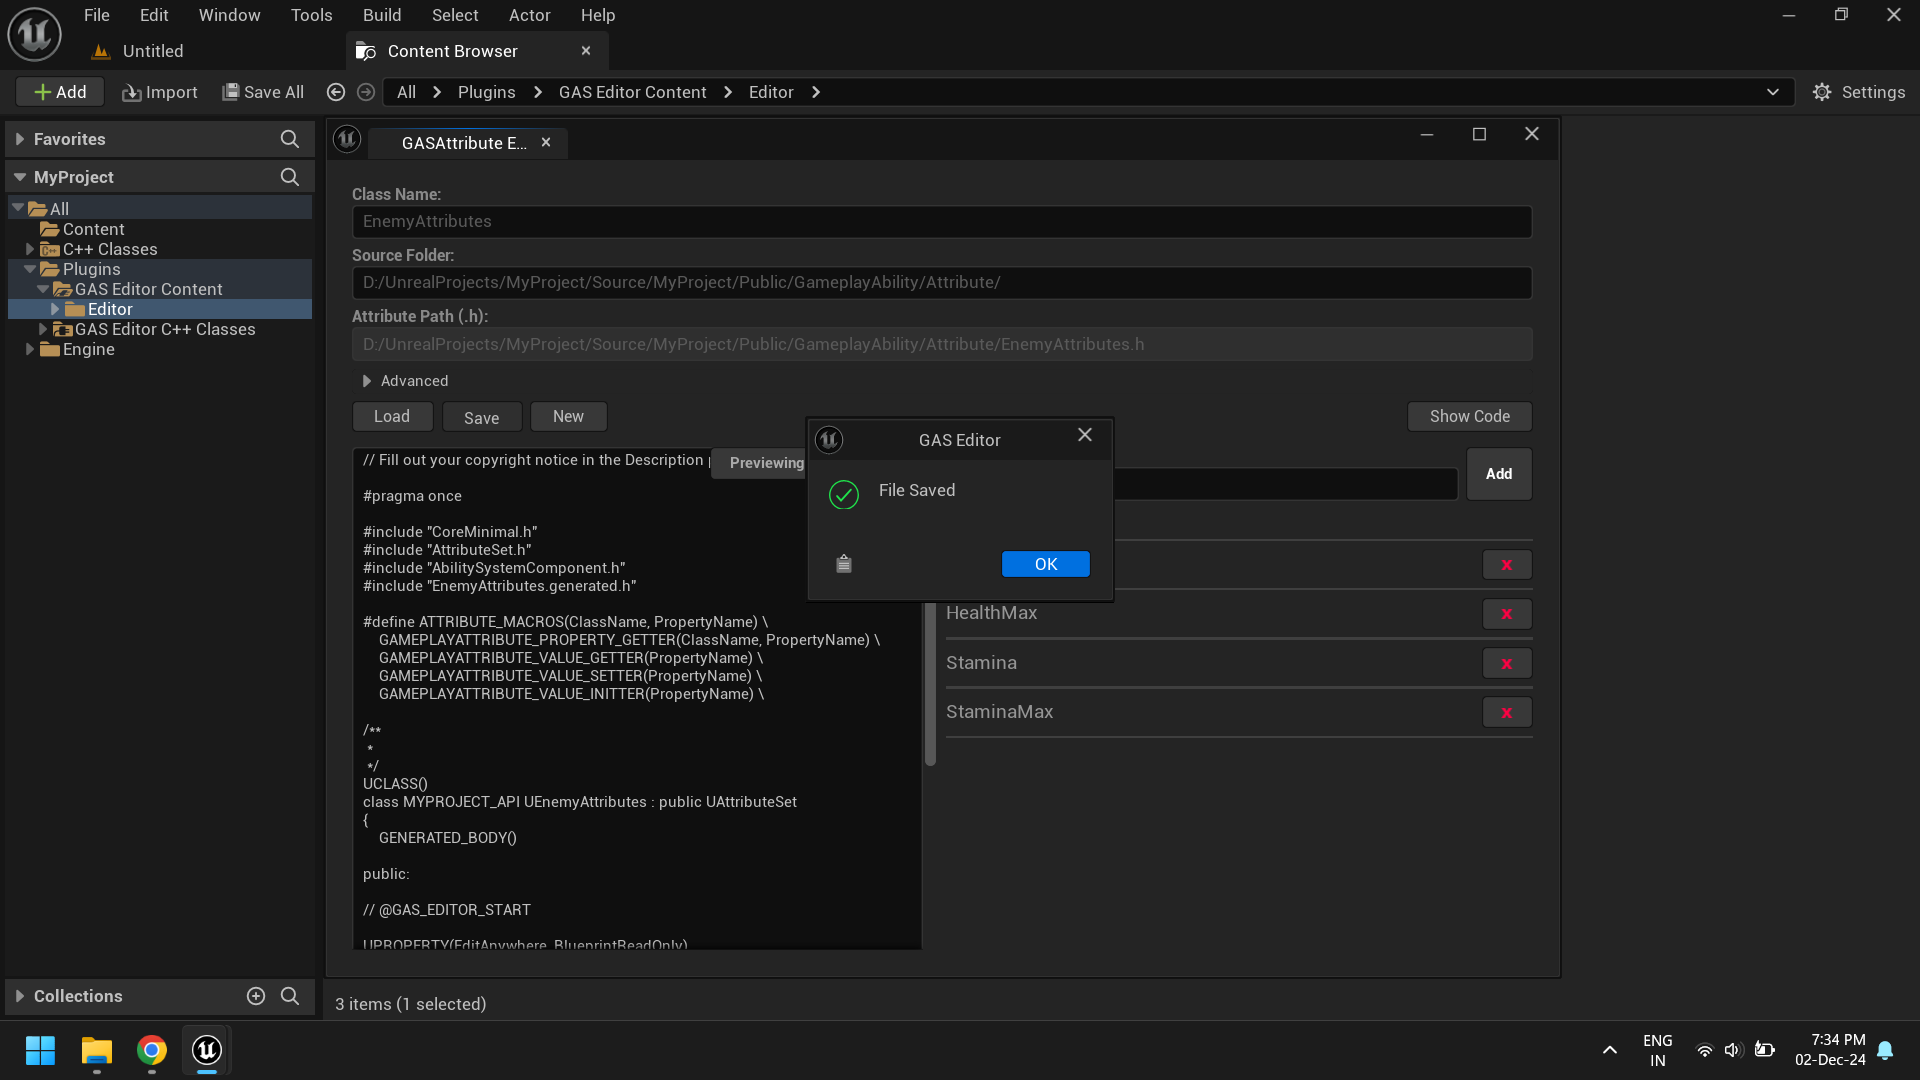 File Edit Window Tools Build Select Actor Help
Untitled
Content Browser
Add Import Save All All Plugins GAS Editor Content Editor Settings
Favorites
MyProject
All
Content
C++ Classes
Plugins
GAS Editor Content
Editor
GAS Editor C++ Classes
Engine
Collections
GASAttribute E...
Class Name:
EnemyAttributes
Source Folder:
D:/UnrealProjects/MyProject/Source/MyProject/Public/GameplayAbility/Attribute/
Attribute Path (.h):
D:/UnrealProjects/MyProject/Source/MyProject/Public/GameplayAbility/Attribute/EnemyAttributes.h
Advanced
Load Save New Show Code
// Fill out your copyright notice in the Description
Previewing
#pragma once
#include "CoreMinimal.h"
#include "AttributeSet.h"
#include "AbilitySystemComponent.h"
#include "EnemyAttributes.generated.h"
#define ATTRIBUTE_MACROS(ClassName, PropertyName) \
GAMEPLAYATTRIBUTE_PROPERTY_GETTER(ClassName, PropertyName) \
GAMEPLAYATTRIBUTE_VALUE_GETTER(PropertyName) \
GAMEPLAYATTRIBUTE_VALUE_SETTER(PropertyName) \
GAMEPLAYATTRIBUTE_VALUE_INITTER(PropertyName) \
/**
*
*/
UCLASS()
class MYPROJECT_API UEnemyAttributes : public UAttributeSet
{
GENERATED_BODY()
public:
// @GAS_EDITOR_START
UPROPERTY(EditAnywhere, BlueprintReadOnly)
GAS Editor
File Saved
OK
Add
X
HealthMax X
Stamina X
StaminaMax X
3 items (1 selected)
ENG
IN
7:34 PM
02-Dec-24